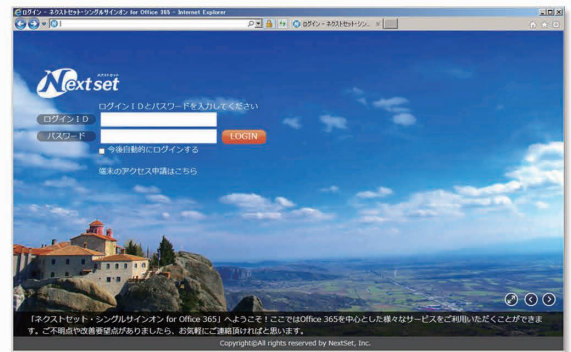 ログイン - ネクストセット・シングルサインオン for Office 365 - Internet Explorer
ログイン - ネクストセット・シン...
ネクストセット
Nextset
ログインIDとパスワードを入力してください
ログインID
パスワード
LOGIN
今後自動的にログインする
端末のアクセス申請はこちら
「ネクストセット・シングルサインオン for Office 365」へようこそ！ここではOffice 365を中心とした様々なサービスをご利用いただくことができま
す。ご不明点や改善要望点がありましたら、お気軽にご連絡頂ければと思います。
Copyright©All rights reserved by NextSet, Inc.